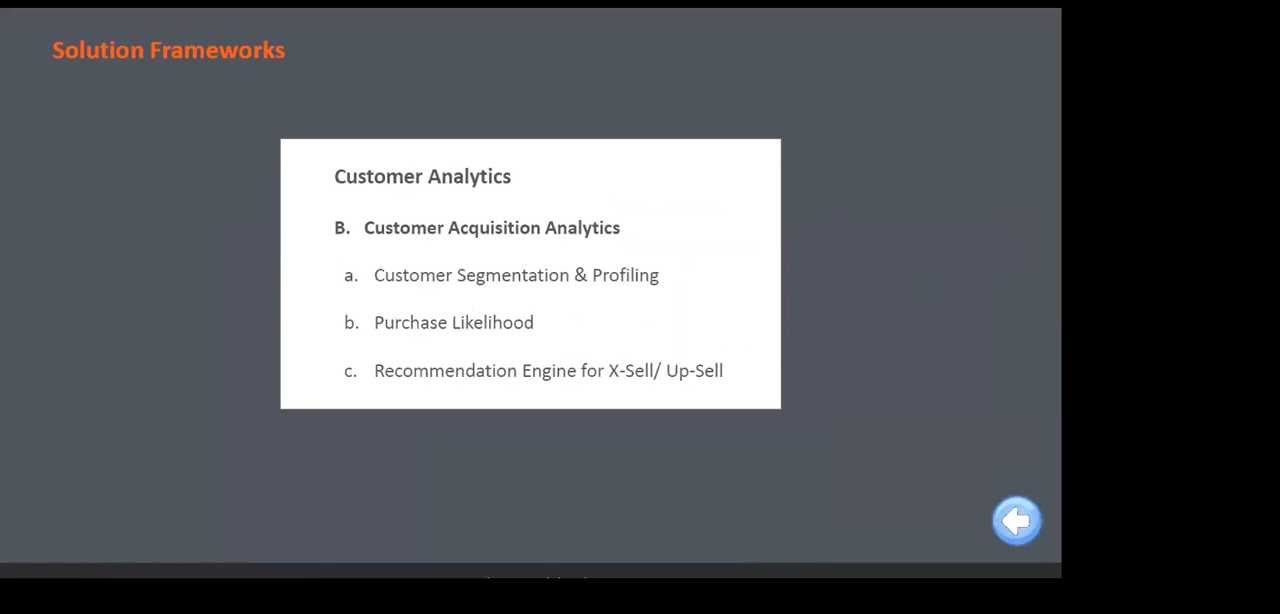 Solution Frameworks
Customer Analytics
B. Customer Acquisition Analytics
a. Customer Segmentation & Profiling
b. Purchase Likelihood
c. Recommendation Engine for X-Sell/ Up-Sell